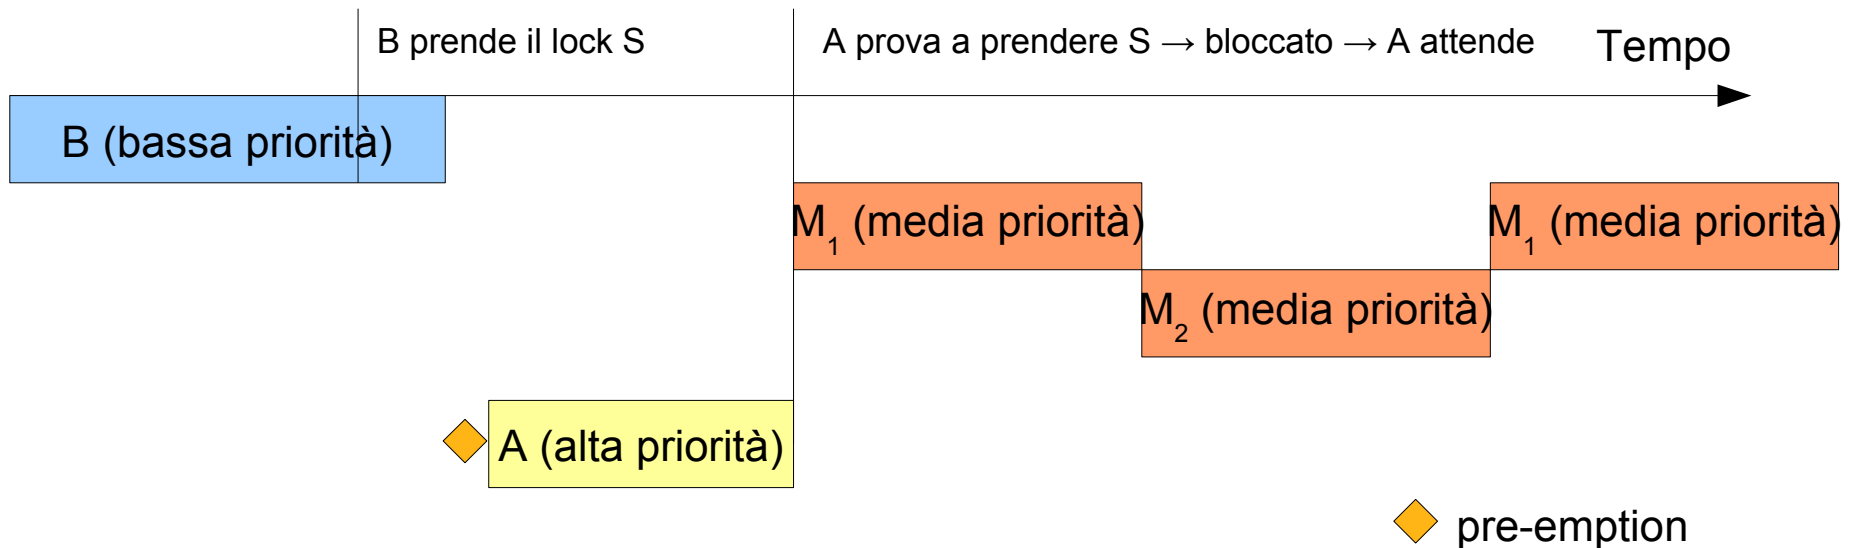 B prende il lock S
A prova a prendere S → bloccato → A attende
Tempo
B (bassa priorità)
M1 (media priorità)
M1 (media priorità)
M2 (media priorità)
A (alta priorità)
pre-emption